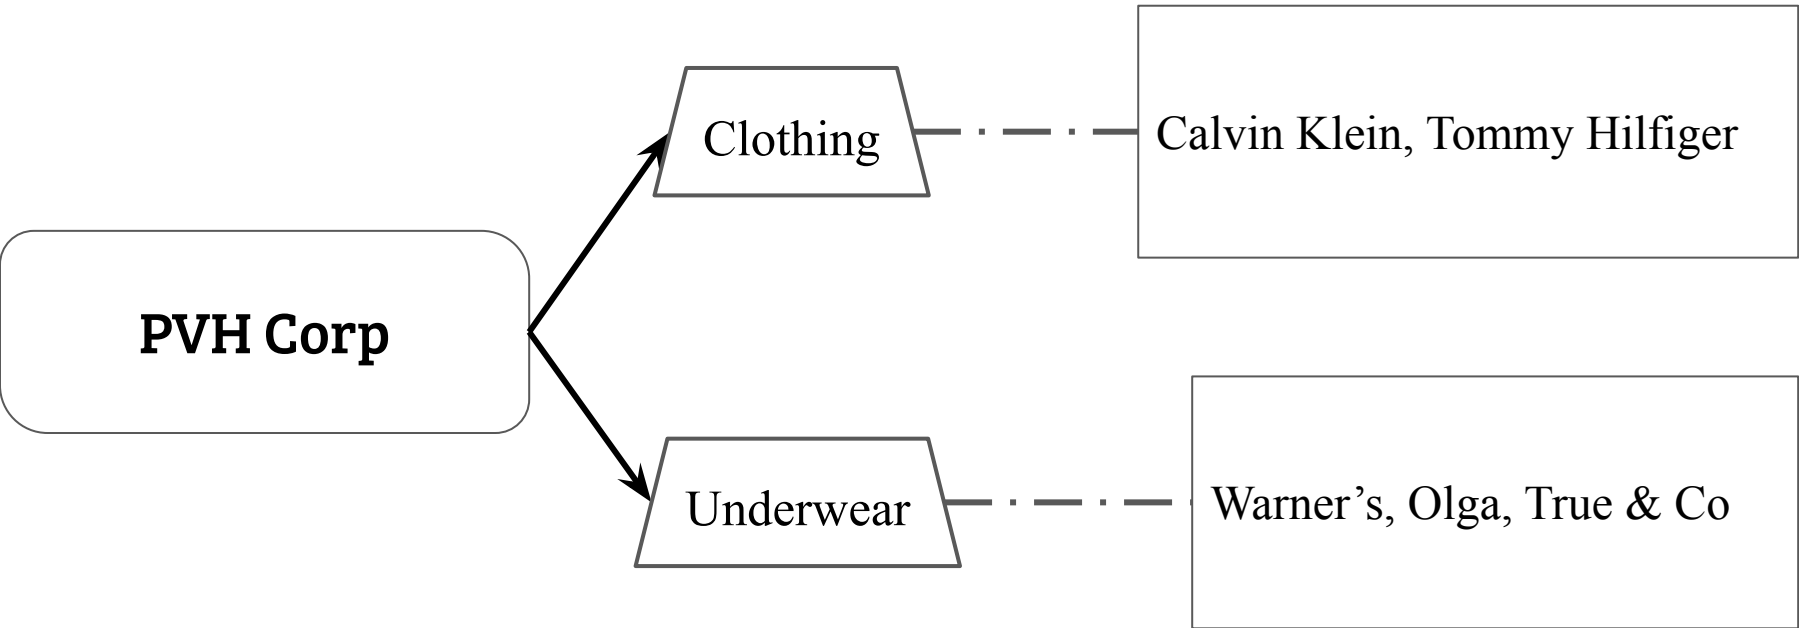 PVH Corp
Clothing
Calvin Klein, Tommy Hilfiger
Underwear
Warner’s, Olga, True & Co